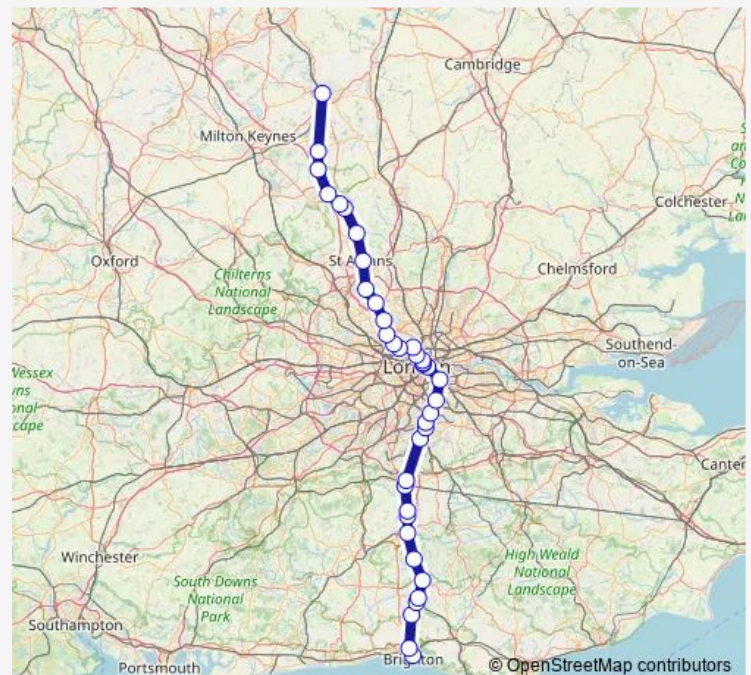 Cambridge
Milton Keynes
Colchester
Oxford
St Albans
Chelmsford
Chilterns
National
Landscape
Southend-
on-Sea
London
Wessex
Winchester
High Weald
National
Landscape
South Downs
National
Park
Southampton
Brighton
Portsmouth
© OpenStreetMap contributors